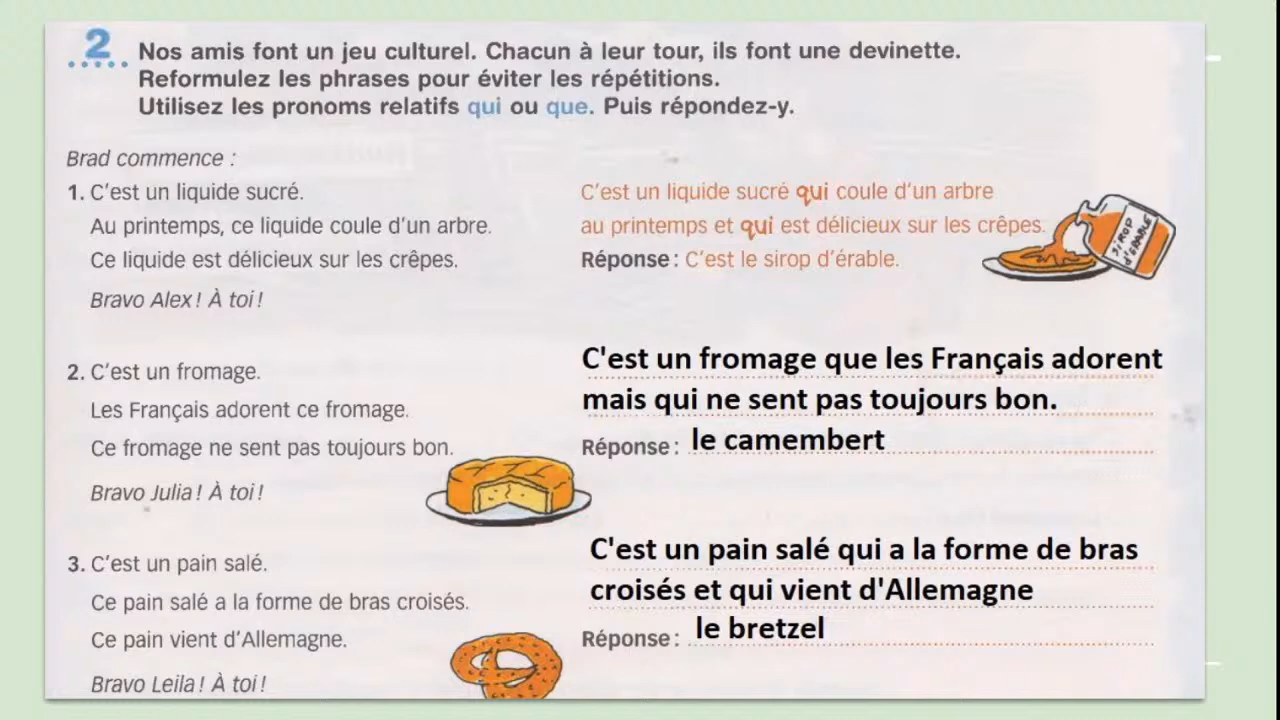 2 Nos amis font un jeu culturel. Chacun à leur tour, ils font une devinette.
Reformulez les phrases pour éviter les répétitions.
Utilisez les pronoms relatifs qui ou que. Puis répondez-y.
Brad commence :
1. C'est un liquide sucré.
Au printemps, ce liquide coule d'un arbre.
Ce liquide est délicieux sur les crêpes.
Bravo Alex ! À toi !
C'est un liquide sucré qui coule d'un arbre
au printemps et qui est délicieux sur les crêpes.
Réponse : C'est le sirop d'érable.
SIROP
D'ÉRABLE
2. C'est un fromage.
Les Français adorent ce fromage.
Ce fromage ne sent pas toujours bon.
Bravo Julia ! À toi !
C'est un fromage que les Français adorent
mais qui ne sent pas toujours bon.
Réponse : le camembert
3. C'est un pain salé.
Ce pain salé a la forme de bras croisés.
Ce pain vient d'Allemagne.
Bravo Leila ! À toi !
C'est un pain salé qui a la forme de bras
croisés et qui vient d'Allemagne
Réponse : le bretzel